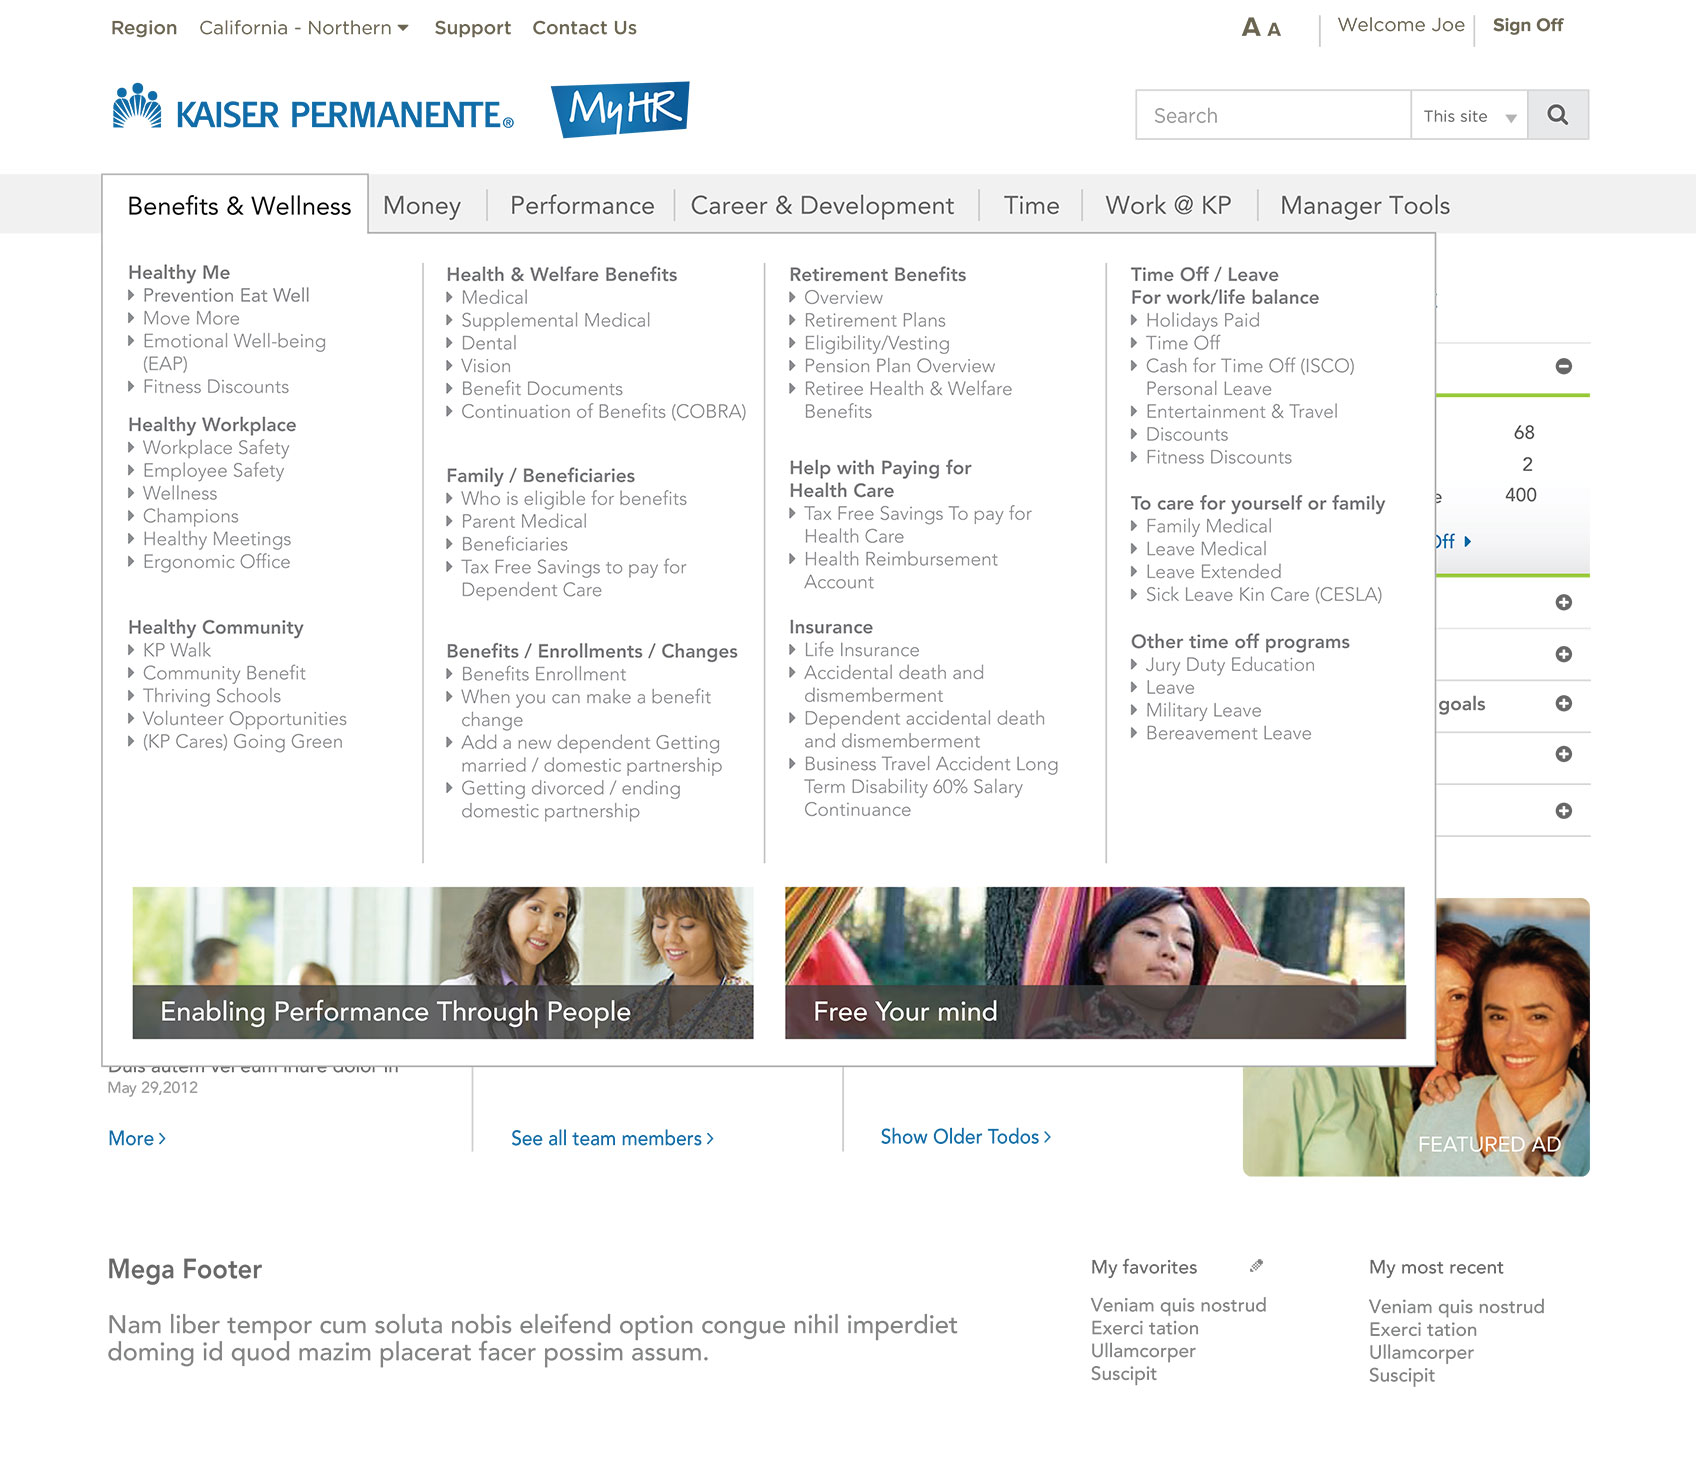 Region California - Northern Support Contact Us
A A Welcome Joe Sign Off
KAISER PERMANENTE® MyHR
Search This site
Benefits & Wellness Money Performance Career & Development Time Work @ KP Manager Tools
Healthy Me
Prevention Eat Well
Move More
Emotional Well-being
(EAP)
Fitness Discounts
Healthy Workplace
Workplace Safety
Employee Safety
Wellness
Champions
Healthy Meetings
Ergonomic Office
Healthy Community
KP Walk
Community Benefit
Thriving Schools
Volunteer Opportunities
(KP Cares) Going Green
Health & Welfare Benefits
Medical
Supplemental Medical
Dental
Vision
Benefit Documents
Continuation of Benefits (COBRA)
Family / Beneficiaries
Who is eligible for benefits
Parent Medical
Beneficiaries
Tax Free Savings to pay for
Dependent Care
Benefits / Enrollments / Changes
Benefits Enrollment
When you can make a benefit
change
Add a new dependent Getting
married / domestic partnership
Getting divorced / ending
domestic partnership
Retirement Benefits
Overview
Retirement Plans
Eligibility/Vesting
Pension Plan Overview
Retiree Health & Welfare
Benefits
Help with Paying for
Health Care
Tax Free Savings To pay for
Health Care
Health Reimbursement
Account
Insurance
Life Insurance
Accidental death and
dismemberment
Dependent accidental death
and dismemberment
Business Travel Accident Long
Term Disability 60% Salary
Continuance
Time Off / Leave
For work/life balance
Holidays Paid
Time Off
Cash for Time Off (ISCO)
Personal Leave
Entertainment & Travel
Discounts
Fitness Discounts
To care for yourself or family
Family Medical
Leave Medical
Leave Extended
Sick Leave Kin Care (CESLA)
Other time off programs
Jury Duty Education
Leave
Military Leave
Bereavement Leave
68
2
e 400
Off
goals
Enabling Performance Through People
Free Your mind
Duis autem vel eum iriure dolor in
May 29,2012
More >
See all team members >
Show Older Todos >
FEATURED AD
Mega Footer
Nam liber tempor cum soluta nobis eleifend option congue nihil imperdiet
doming id quod mazim placerat facer possim assum.
My favorites
Veniam quis nostrud
Exerci tation
Ullamcorper
Suscipit
My most recent
Veniam quis nostrud
Exerci tation
Ullamcorper
Suscipit